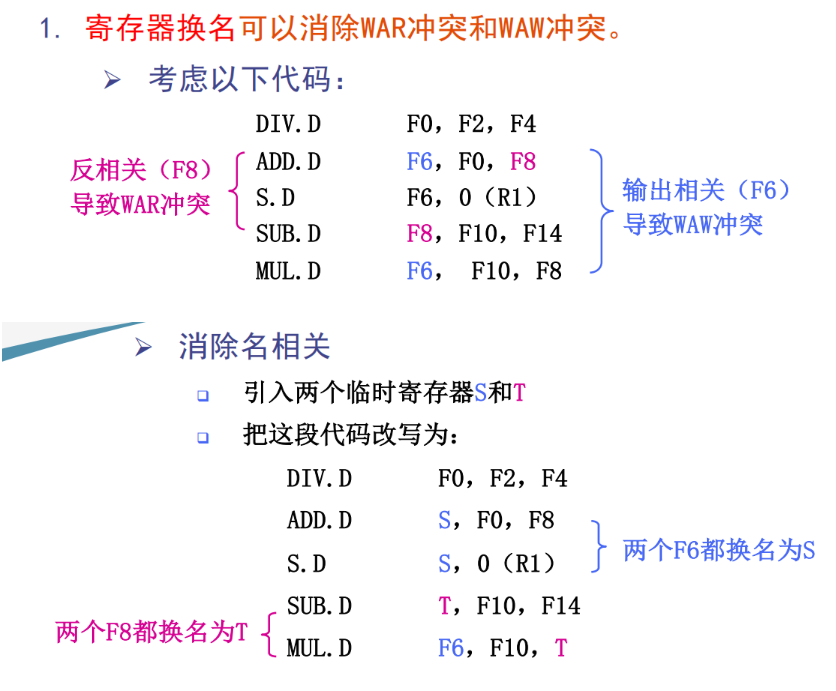 1. 寄存器换名可以消除WAR冲突和WAW冲突。
➢ 考虑以下代码：
DIV.D F0, F2, F4
ADD.D F6, F0, F8
S.D F6, 0（R1）
SUB.D F8, F10, F14
MUL.D F6, F10, F8
反相关（F8）
导致WAR冲突
输出相关（F6）
导致WAW冲突
➢ 消除名相关
❑ 引入两个临时寄存器S和T
❑ 把这段代码改写为：
DIV.D F0, F2, F4
ADD.D S, F0, F8
S.D S, 0（R1）
SUB.D T, F10, F14
MUL.D F6, F10, T
两个F6都换名为S
两个F8都换名为T